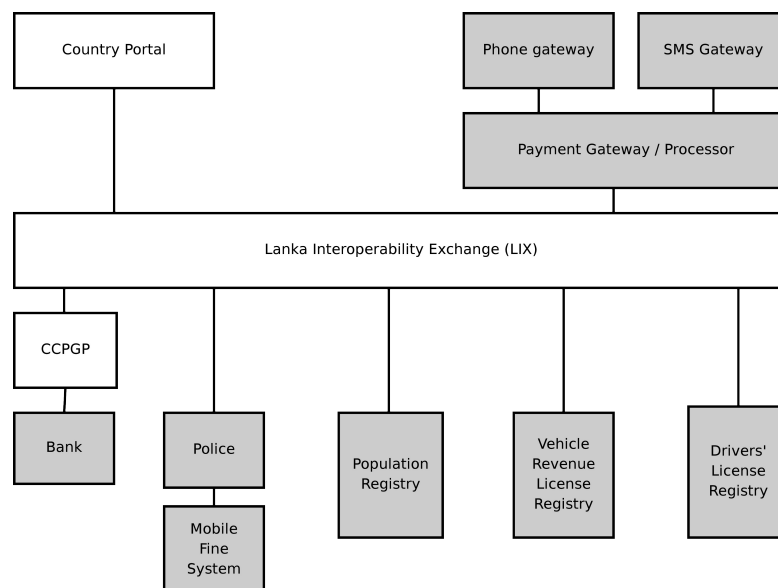 Country Portal
Phone gateway
SMS Gateway
Payment Gateway / Processor
Lanka Interoperability Exchange (LIX)
CCPGP
Bank
Police
Mobile
Fine
System
Population
Registry
Vehicle
Revenue
License
Registry
Drivers'
License
Registry